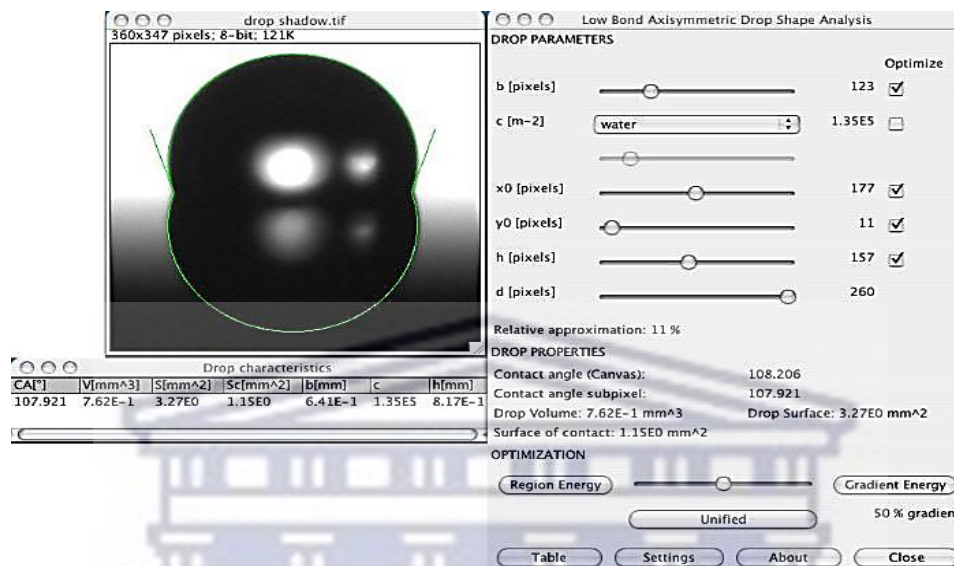 drop shadow.tif
360x347 pixels; 8-bit; 121K
Low Bond Axisymmetric Drop Shape Analysis
DROP PARAMETERS
Optimize
b [pixels] 123
c [m-2] water 1.35E5
x0 [pixels] 177
y0 [pixels] 11
h [pixels] 157
d [pixels] 260
Relative approximation: 11 %
DROP PROPERTIES
Contact angle (Canvas): 108.206
Contact angle subpixel: 107.921
Drop Volume: 7.62E-1 mm^3 Drop Surface: 3.27E0 mm^2
Surface of contact: 1.15E0 mm^2
OPTIMIZATION
Region Energy Gradient Energy
Unified 50 % gradien
Table Settings About Close
Drop characteristics
CA[°] V[mm^3] S[mm^2] Sc[mm^2] b[mm] c h[mm]
107.921 7.62E-1 3.27E0 1.15E0 6.41E-1 1.35E5 8.17E-1